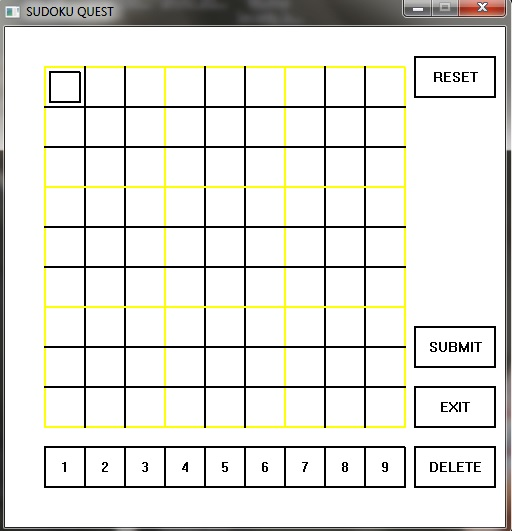 SUDOKU QUEST
RESET
SUBMIT
EXIT
1 2 3 4 5 6 7 8 9 DELETE